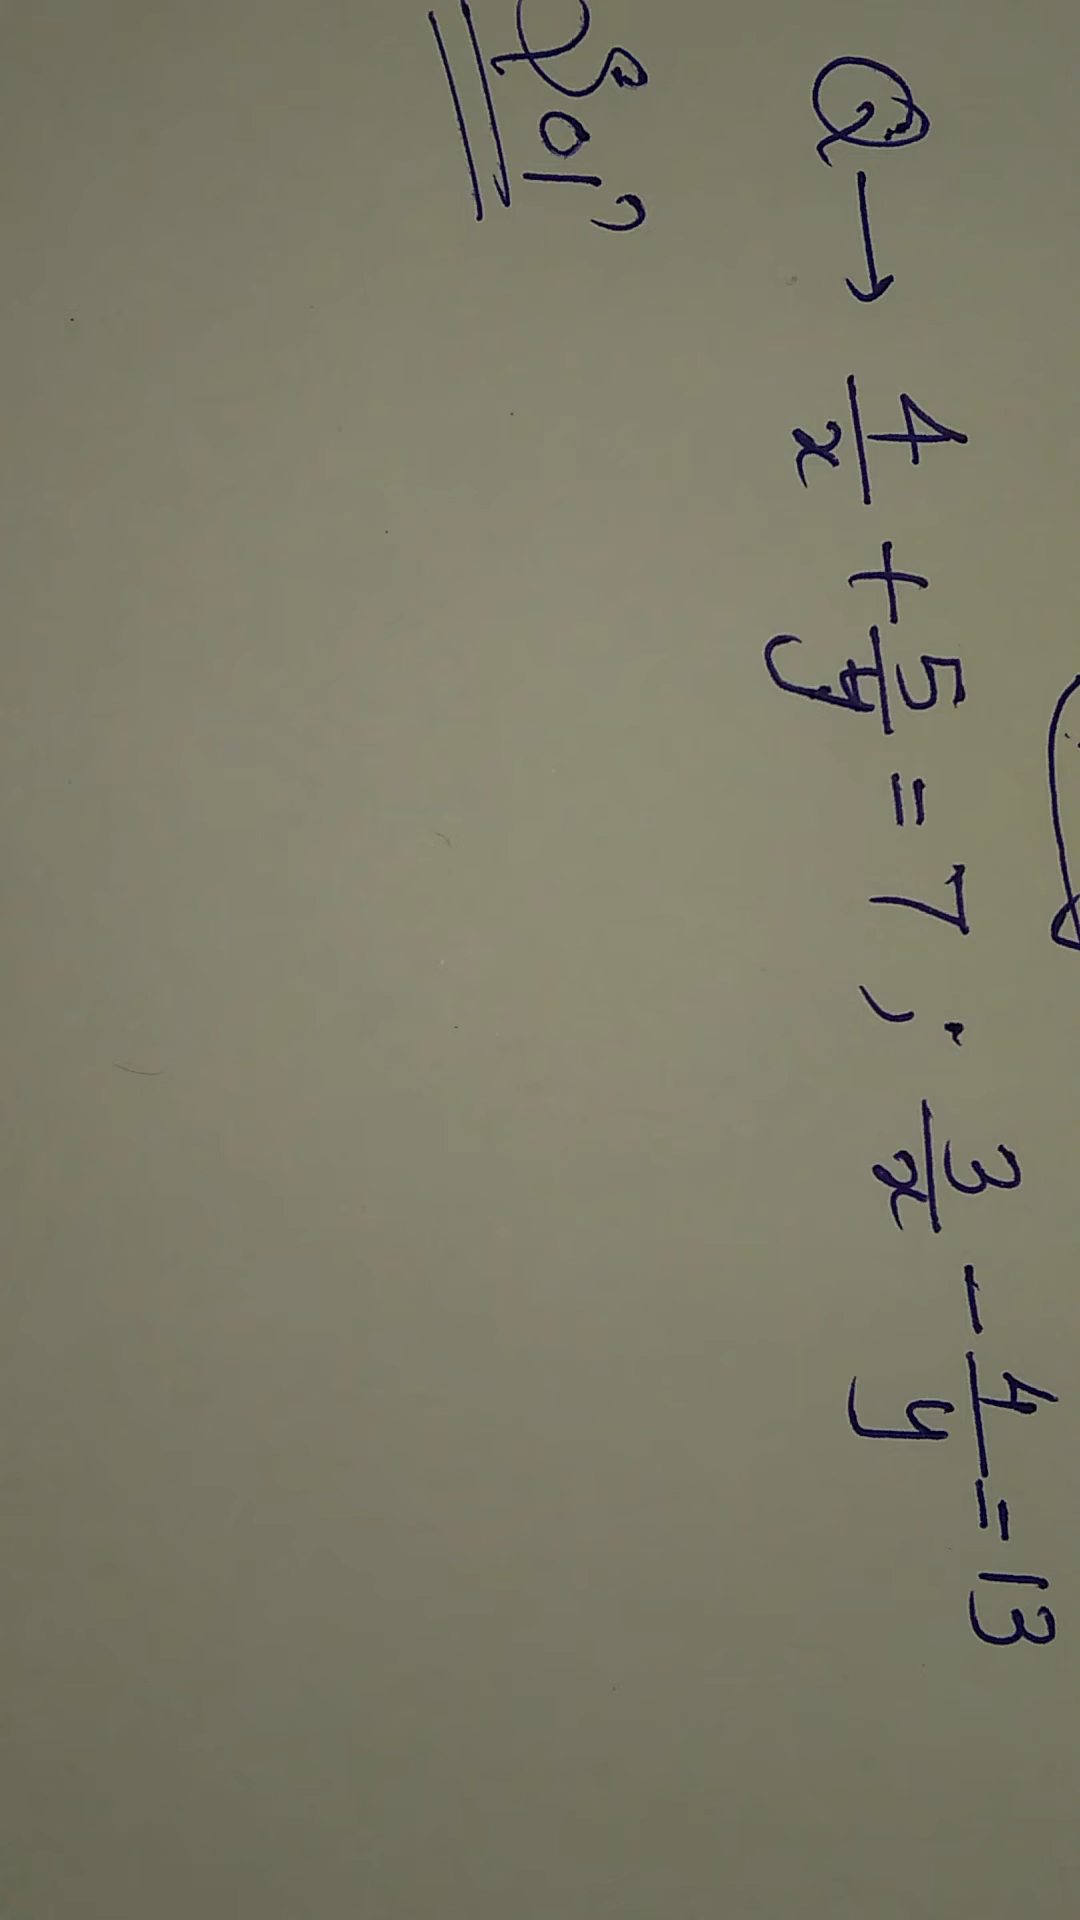 Q → 4/x + 5/y = 7 ; 3/x - 4/y = 13
Sol?